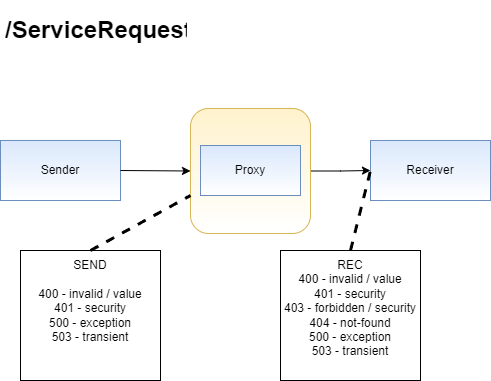 /ServiceRequest
Sender
Proxy
Receiver
SEND
400 - invalid / value
401 - security
500 - exception
503 - transient
REC
400 - invalid / value
401 - security
403 - forbidden / security
404 - not-found
500 - exception
503 - transient